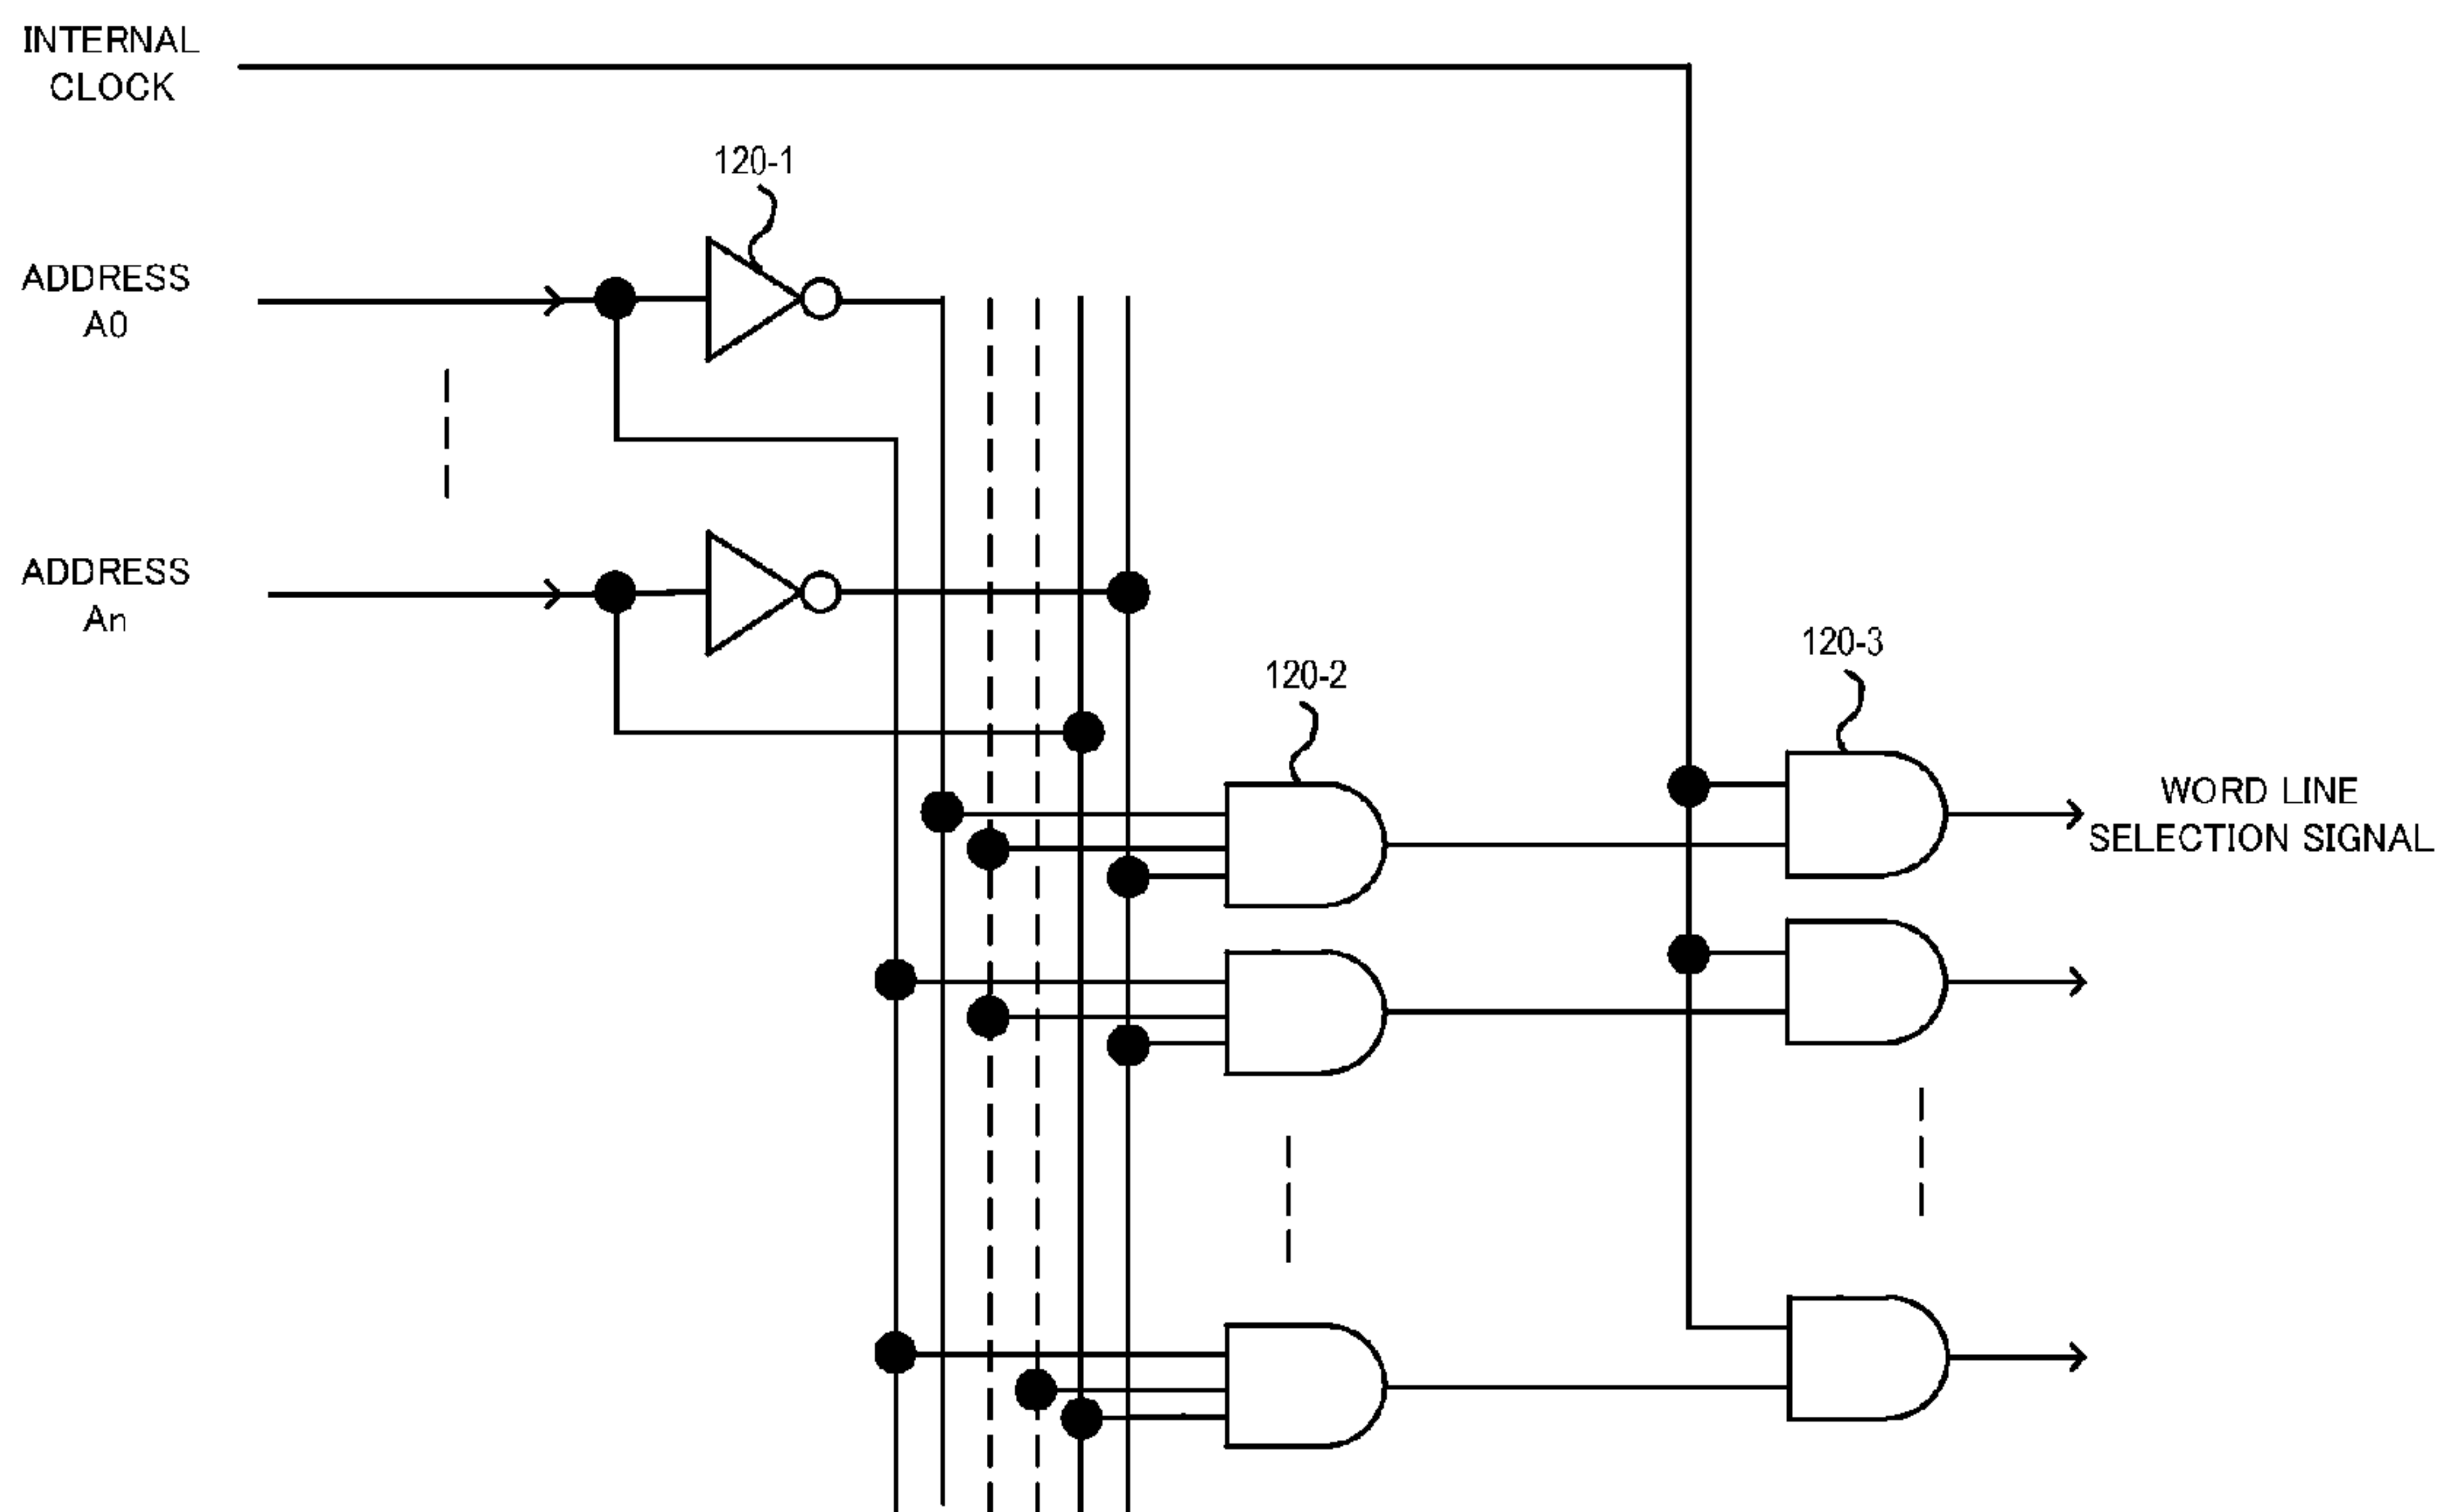 INTERNAL
CLOCK
120-1
ADDRESS
A0
ADDRESS
An
120-2
120-3
WORD LINE
SELECTION SIGNAL